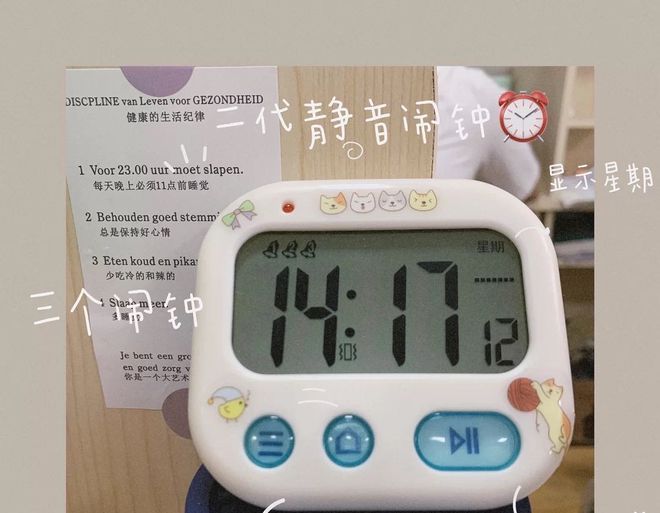 DISCPLINE van Leven voor GEZONDHEID
健康的生活纪律
二代静音闹钟
1 Voor 23.00 uur moet slapen.
每天晚上必须11点前睡觉
显示星期
2 Behouden goed stemmi
总是保持好心情
星期
3 Eten koud en pika
少吃冷的和辣的
14:17
12
三个闹钟
Je bent een gro
en goed zorg v
你是一个大艺术